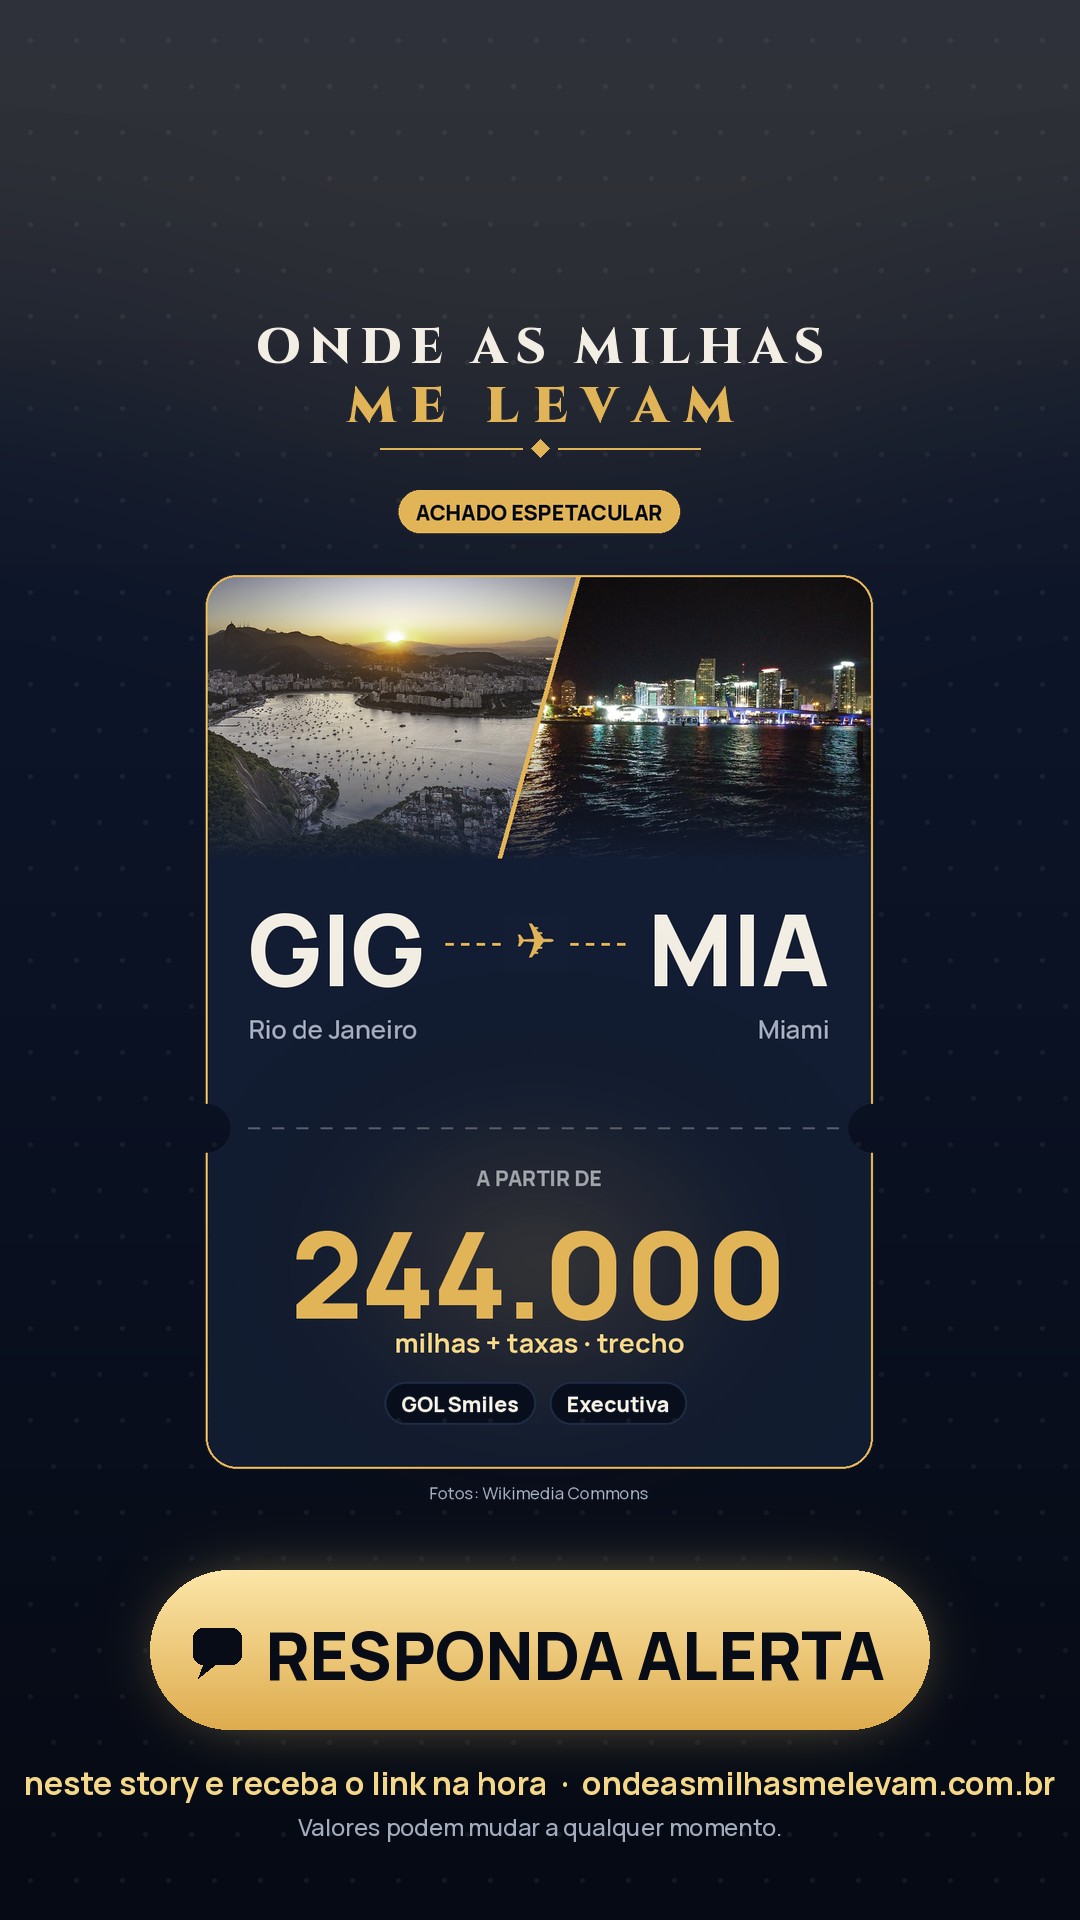 ONDE AS MILHAS
ME LEVAM
ACHADO ESPETACULAR
GIG ---- ✈ ---- MIA
Rio de Janeiro Miami
A PARTIR DE
244.000
milhas + taxas · trecho
GOL Smiles Executiva
Fotos: Wikimedia Commons
RESPONDA ALERTA
neste story e receba o link na hora · ondeasmilhasmelevam.com.br
Valores podem mudar a qualquer momento.